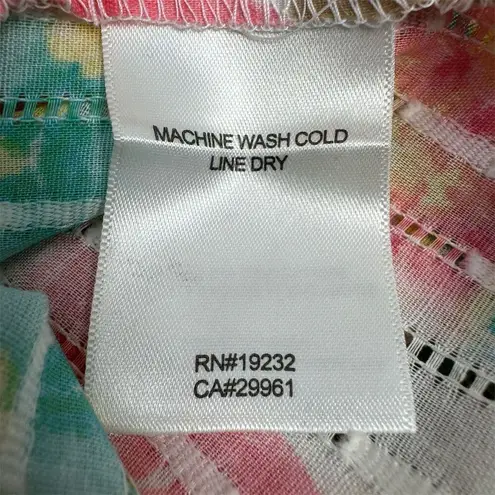 MACHINE WASH COLD
LINE DRY
RN#19232
CA#29961